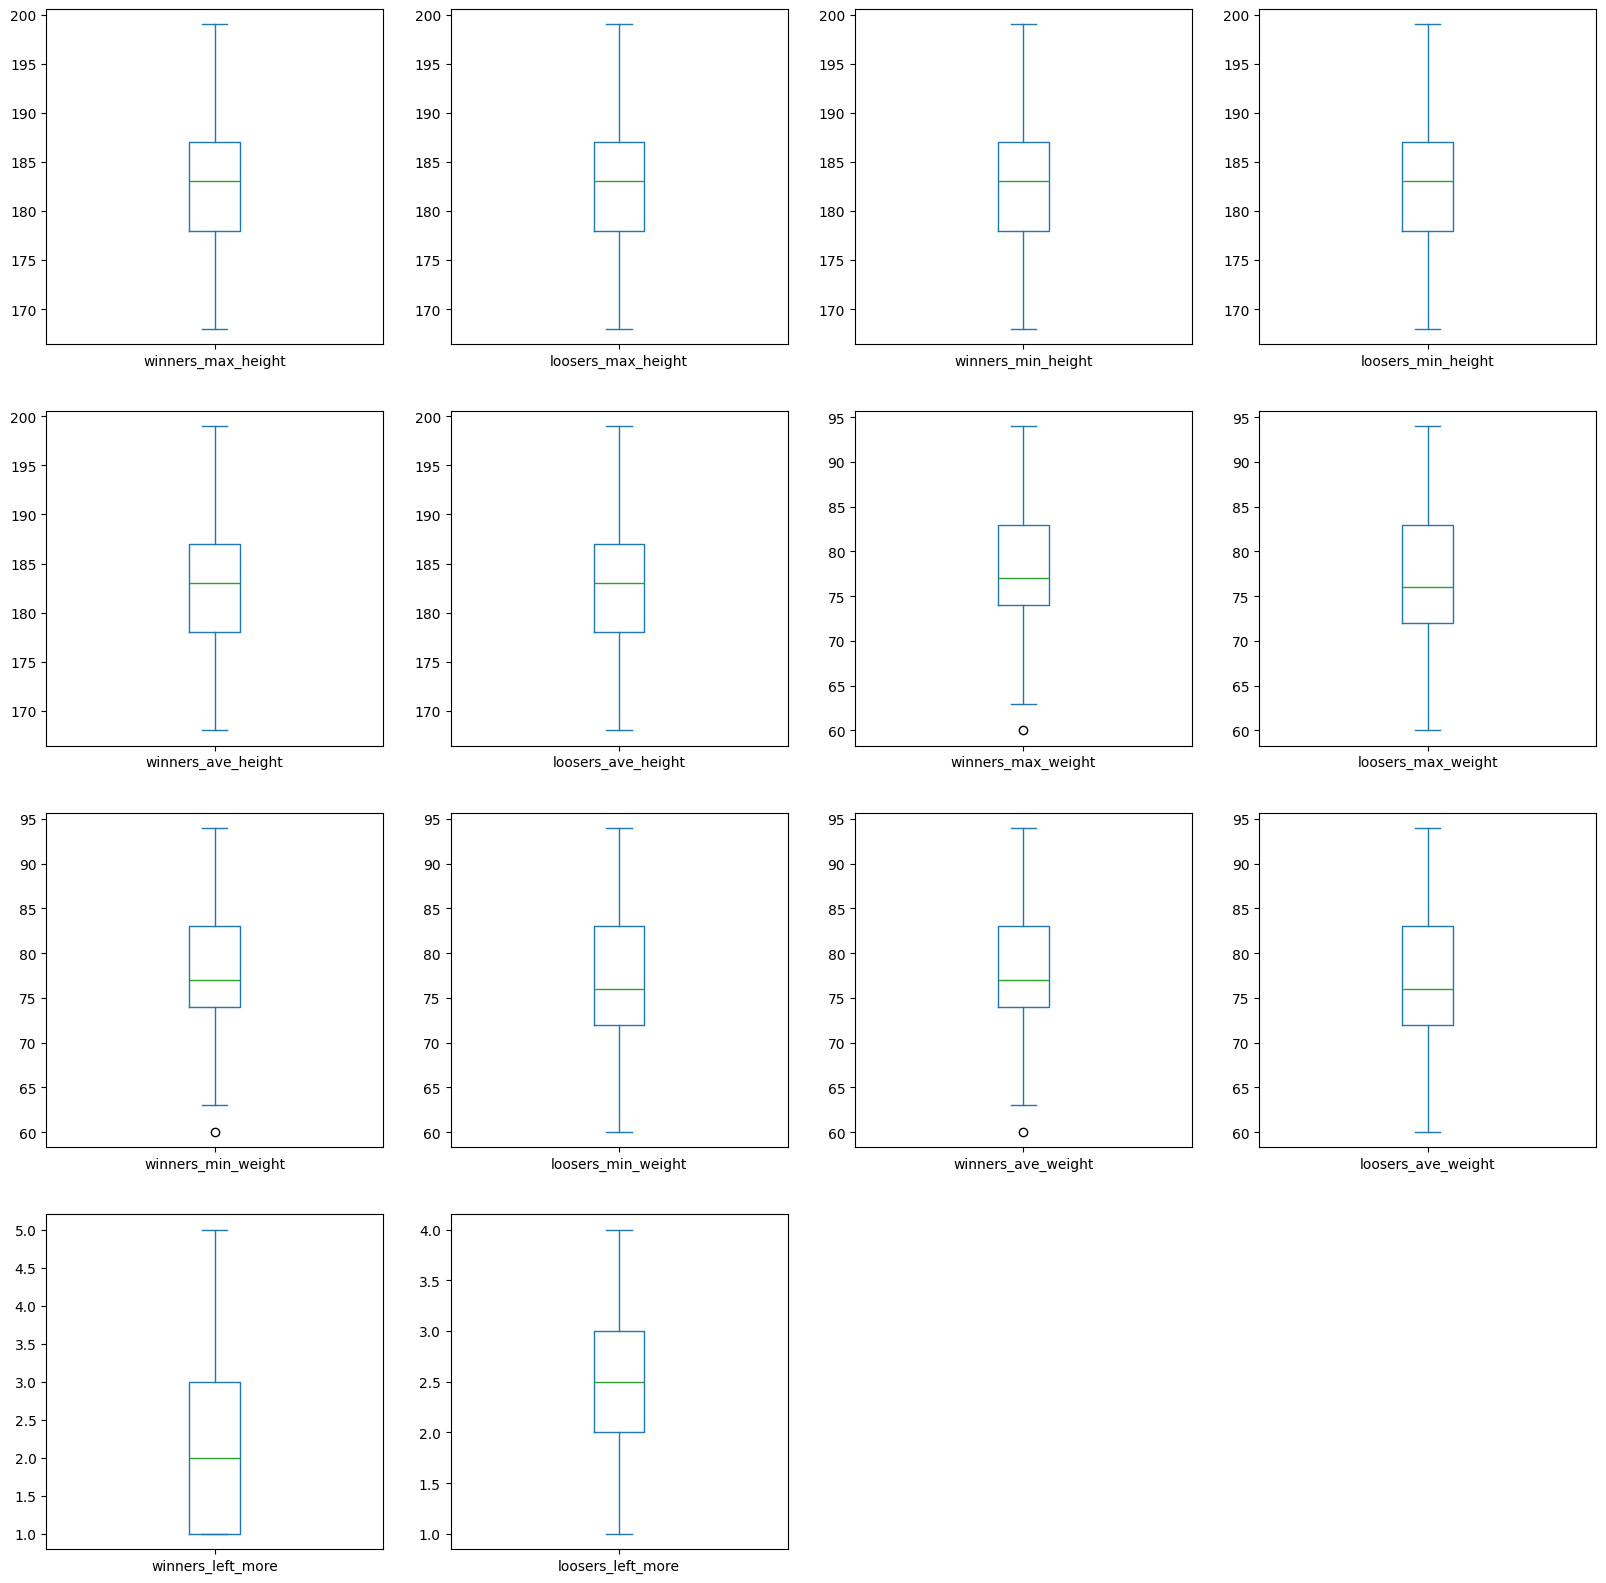 200 200 200 200
195 195 195 195
190 190 190 190
185 185 185 185
180 180 180 180
175 175 175 175
170 170 170 170
winners_max_height loosers_max_height winners_min_height loosers_min_height
200 200 95 95
195 195 90 90
190 190 85 85
185 185 80 80
180 180 75 75
175 175 70 70
170 170 65 65
60 60
winners_ave_height loosers_ave_height winners_max_weight loosers_max_weight
95 95 95 95
90 90 90 90
85 85 85 85
80 80 80 80
75 75 75 75
70 70 70 70
65 65 65 65
60 60 60 60
winners_min_weight loosers_min_weight winners_ave_weight loosers_ave_weight
5.0 4.0
4.5 3.5
4.0 3.0
3.5 2.5
3.0 2.0
2.5 1.5
2.0 1.0
1.5
1.0
winners_left_more loosers_left_more